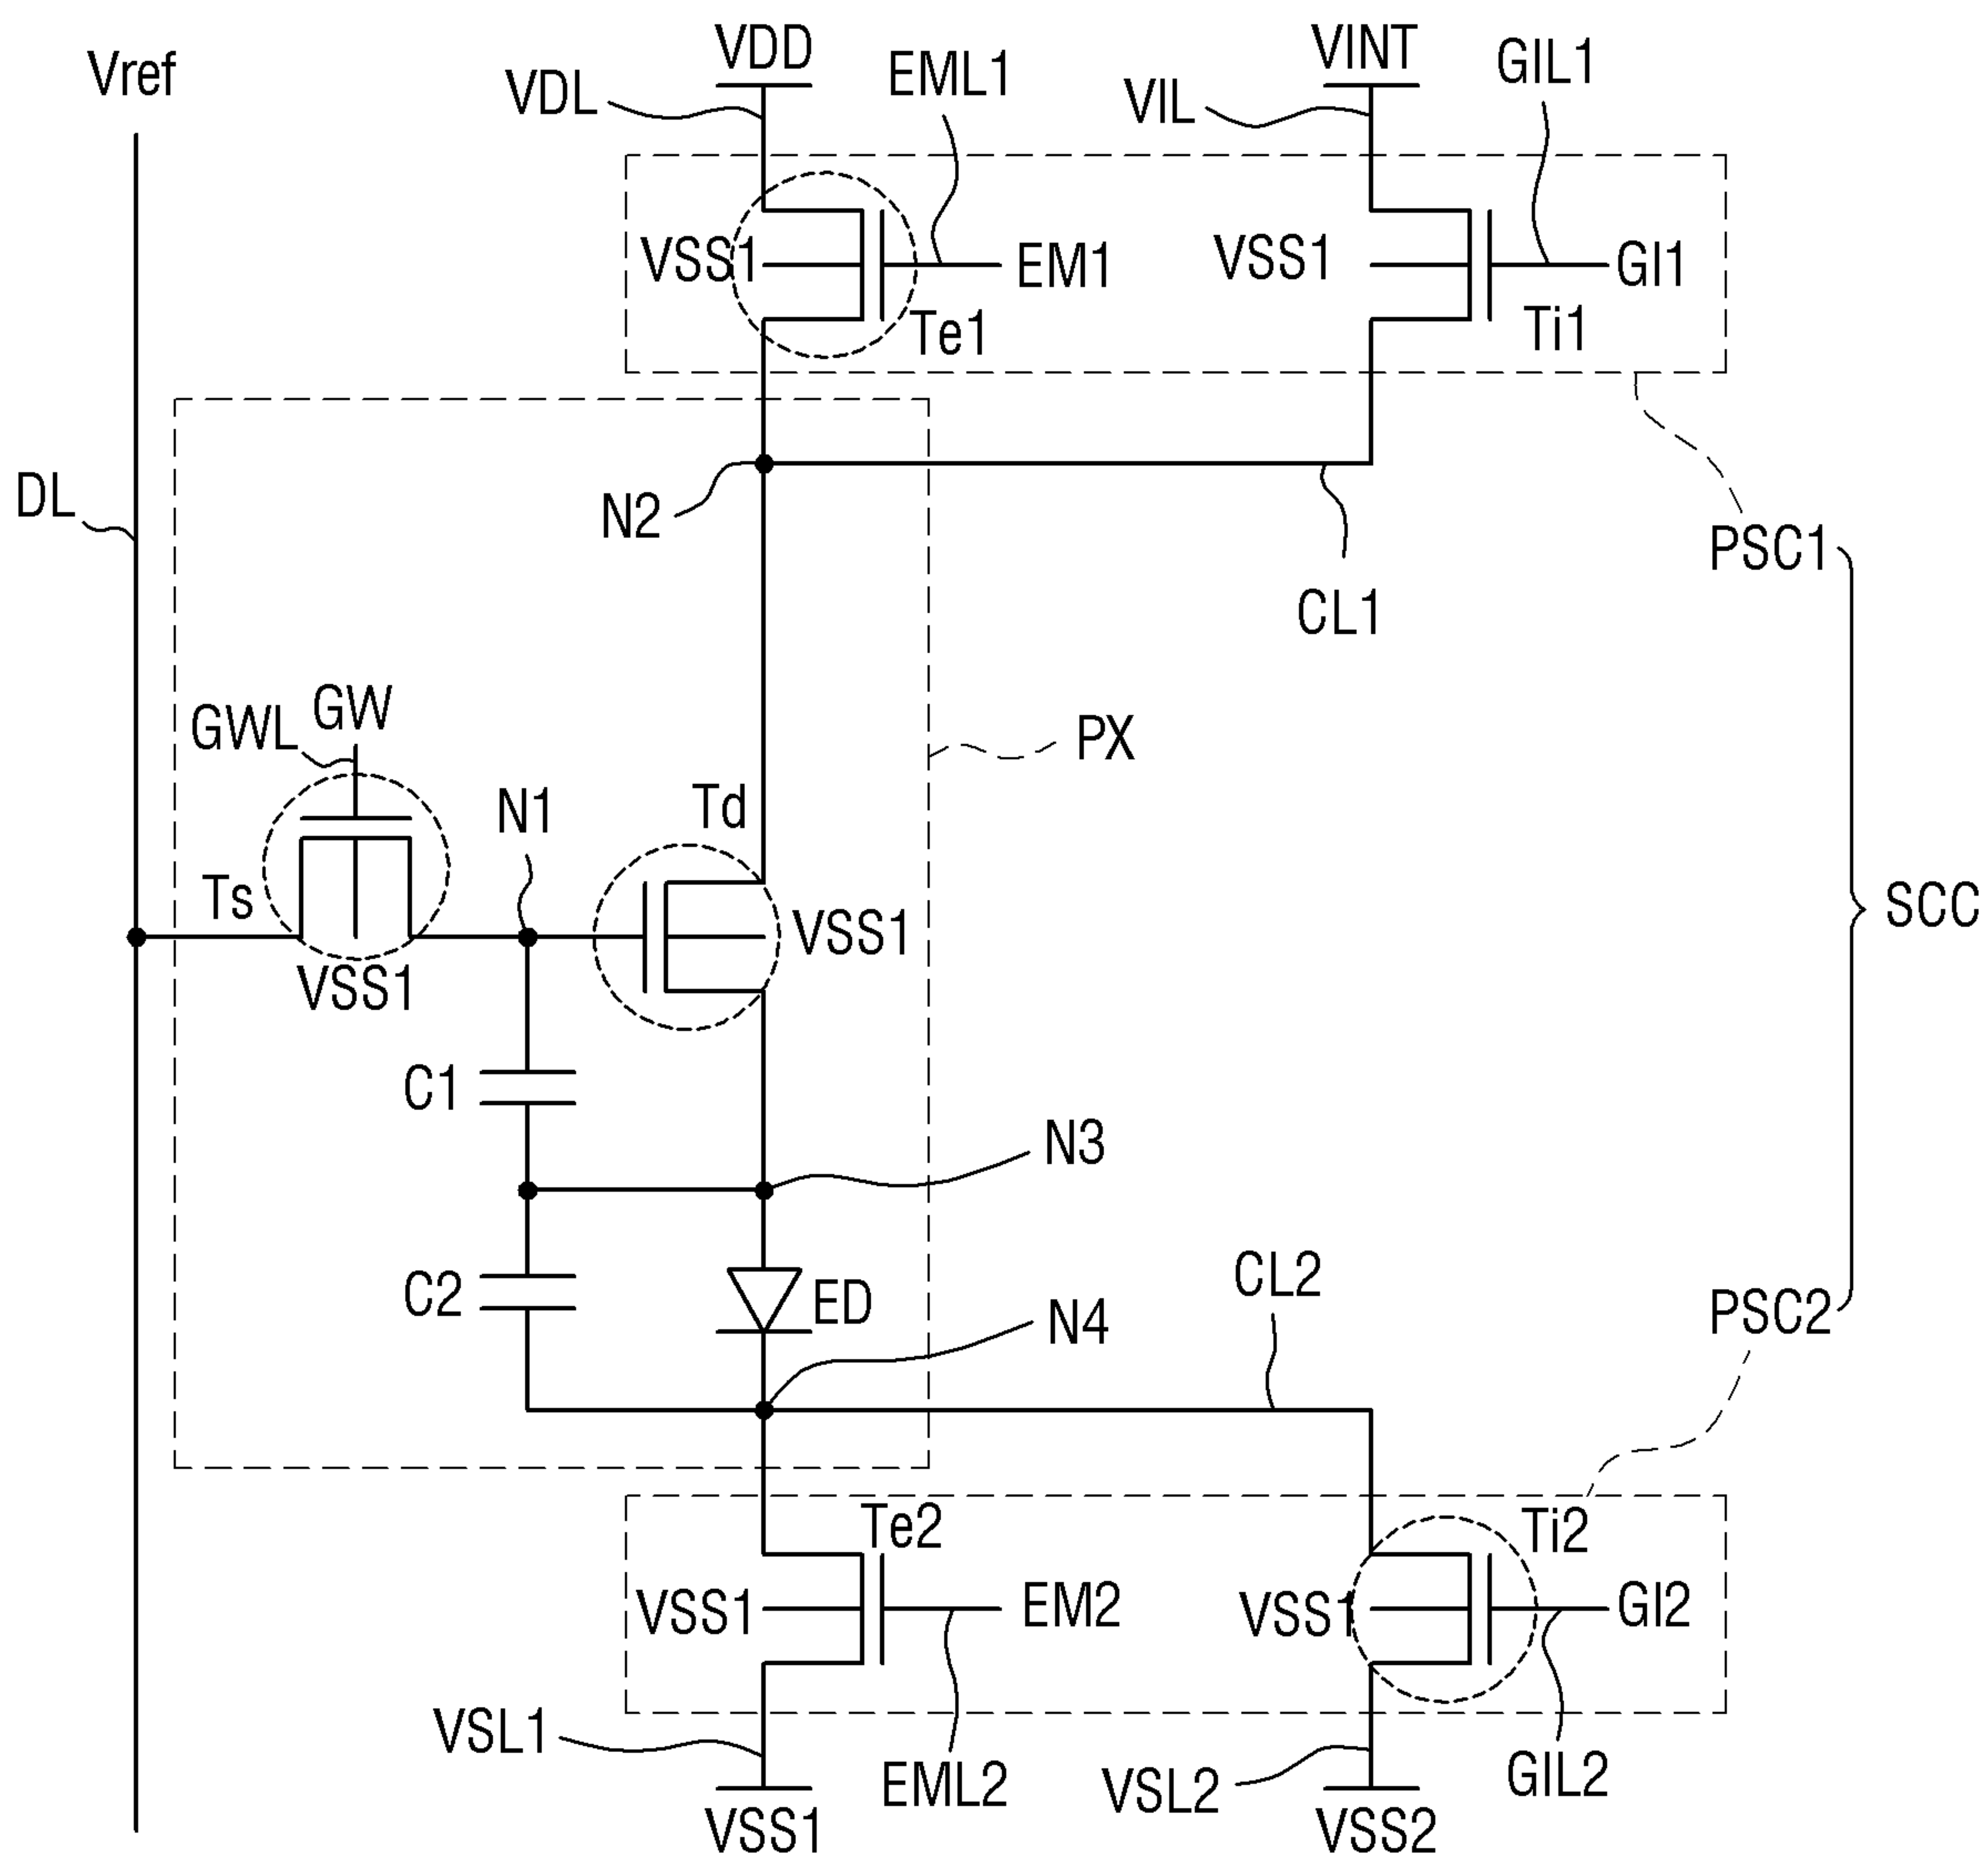 Vref
VDD
VDL
EML1
VINT
VIL
GIL1
VSS1
EM1
Te1
VSS1
GI1
Ti1
DL
N2
CL1
PSC1
SCC
PX
GWL
GW
N1
Td
Ts
VSS1
VSS1
C1
N3
C2
ED
N4
CL2
PSC2
Te2
VSS1
EM2
Ti2
VSS1
GI2
VSL1
EML2
VSL2
GIL2
VSS1
VSS2